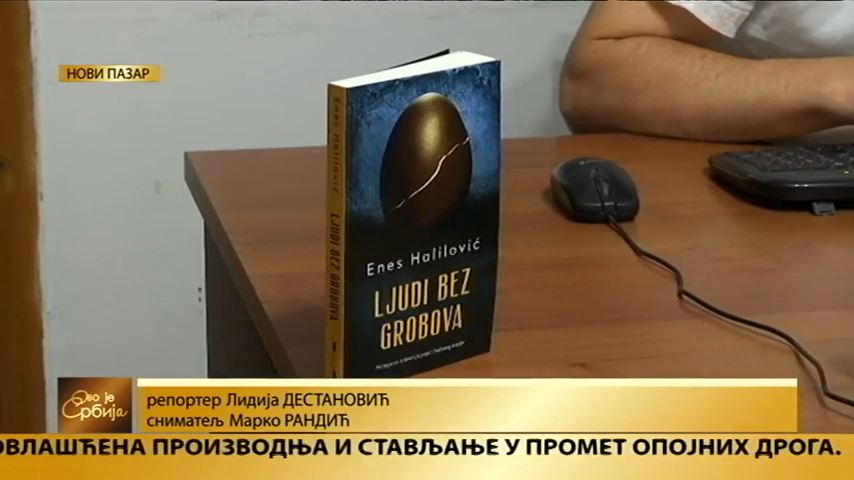 НОВИ ПАЗАР
Enes Halilović
LJUDI BEZ GROBOVA
Enes Halilović
LJUDI BEZ
GROBOVA
Ово је
Србија
репортер Лидија ДЕСТАНОВИЋ
сниматељ Марко РАНДИЋ
ОВЛАШЋЕНА ПРОИЗВОДЊА И СТАВЉАЊЕ У ПРОМЕТ ОПОЈНИХ ДРОГА.